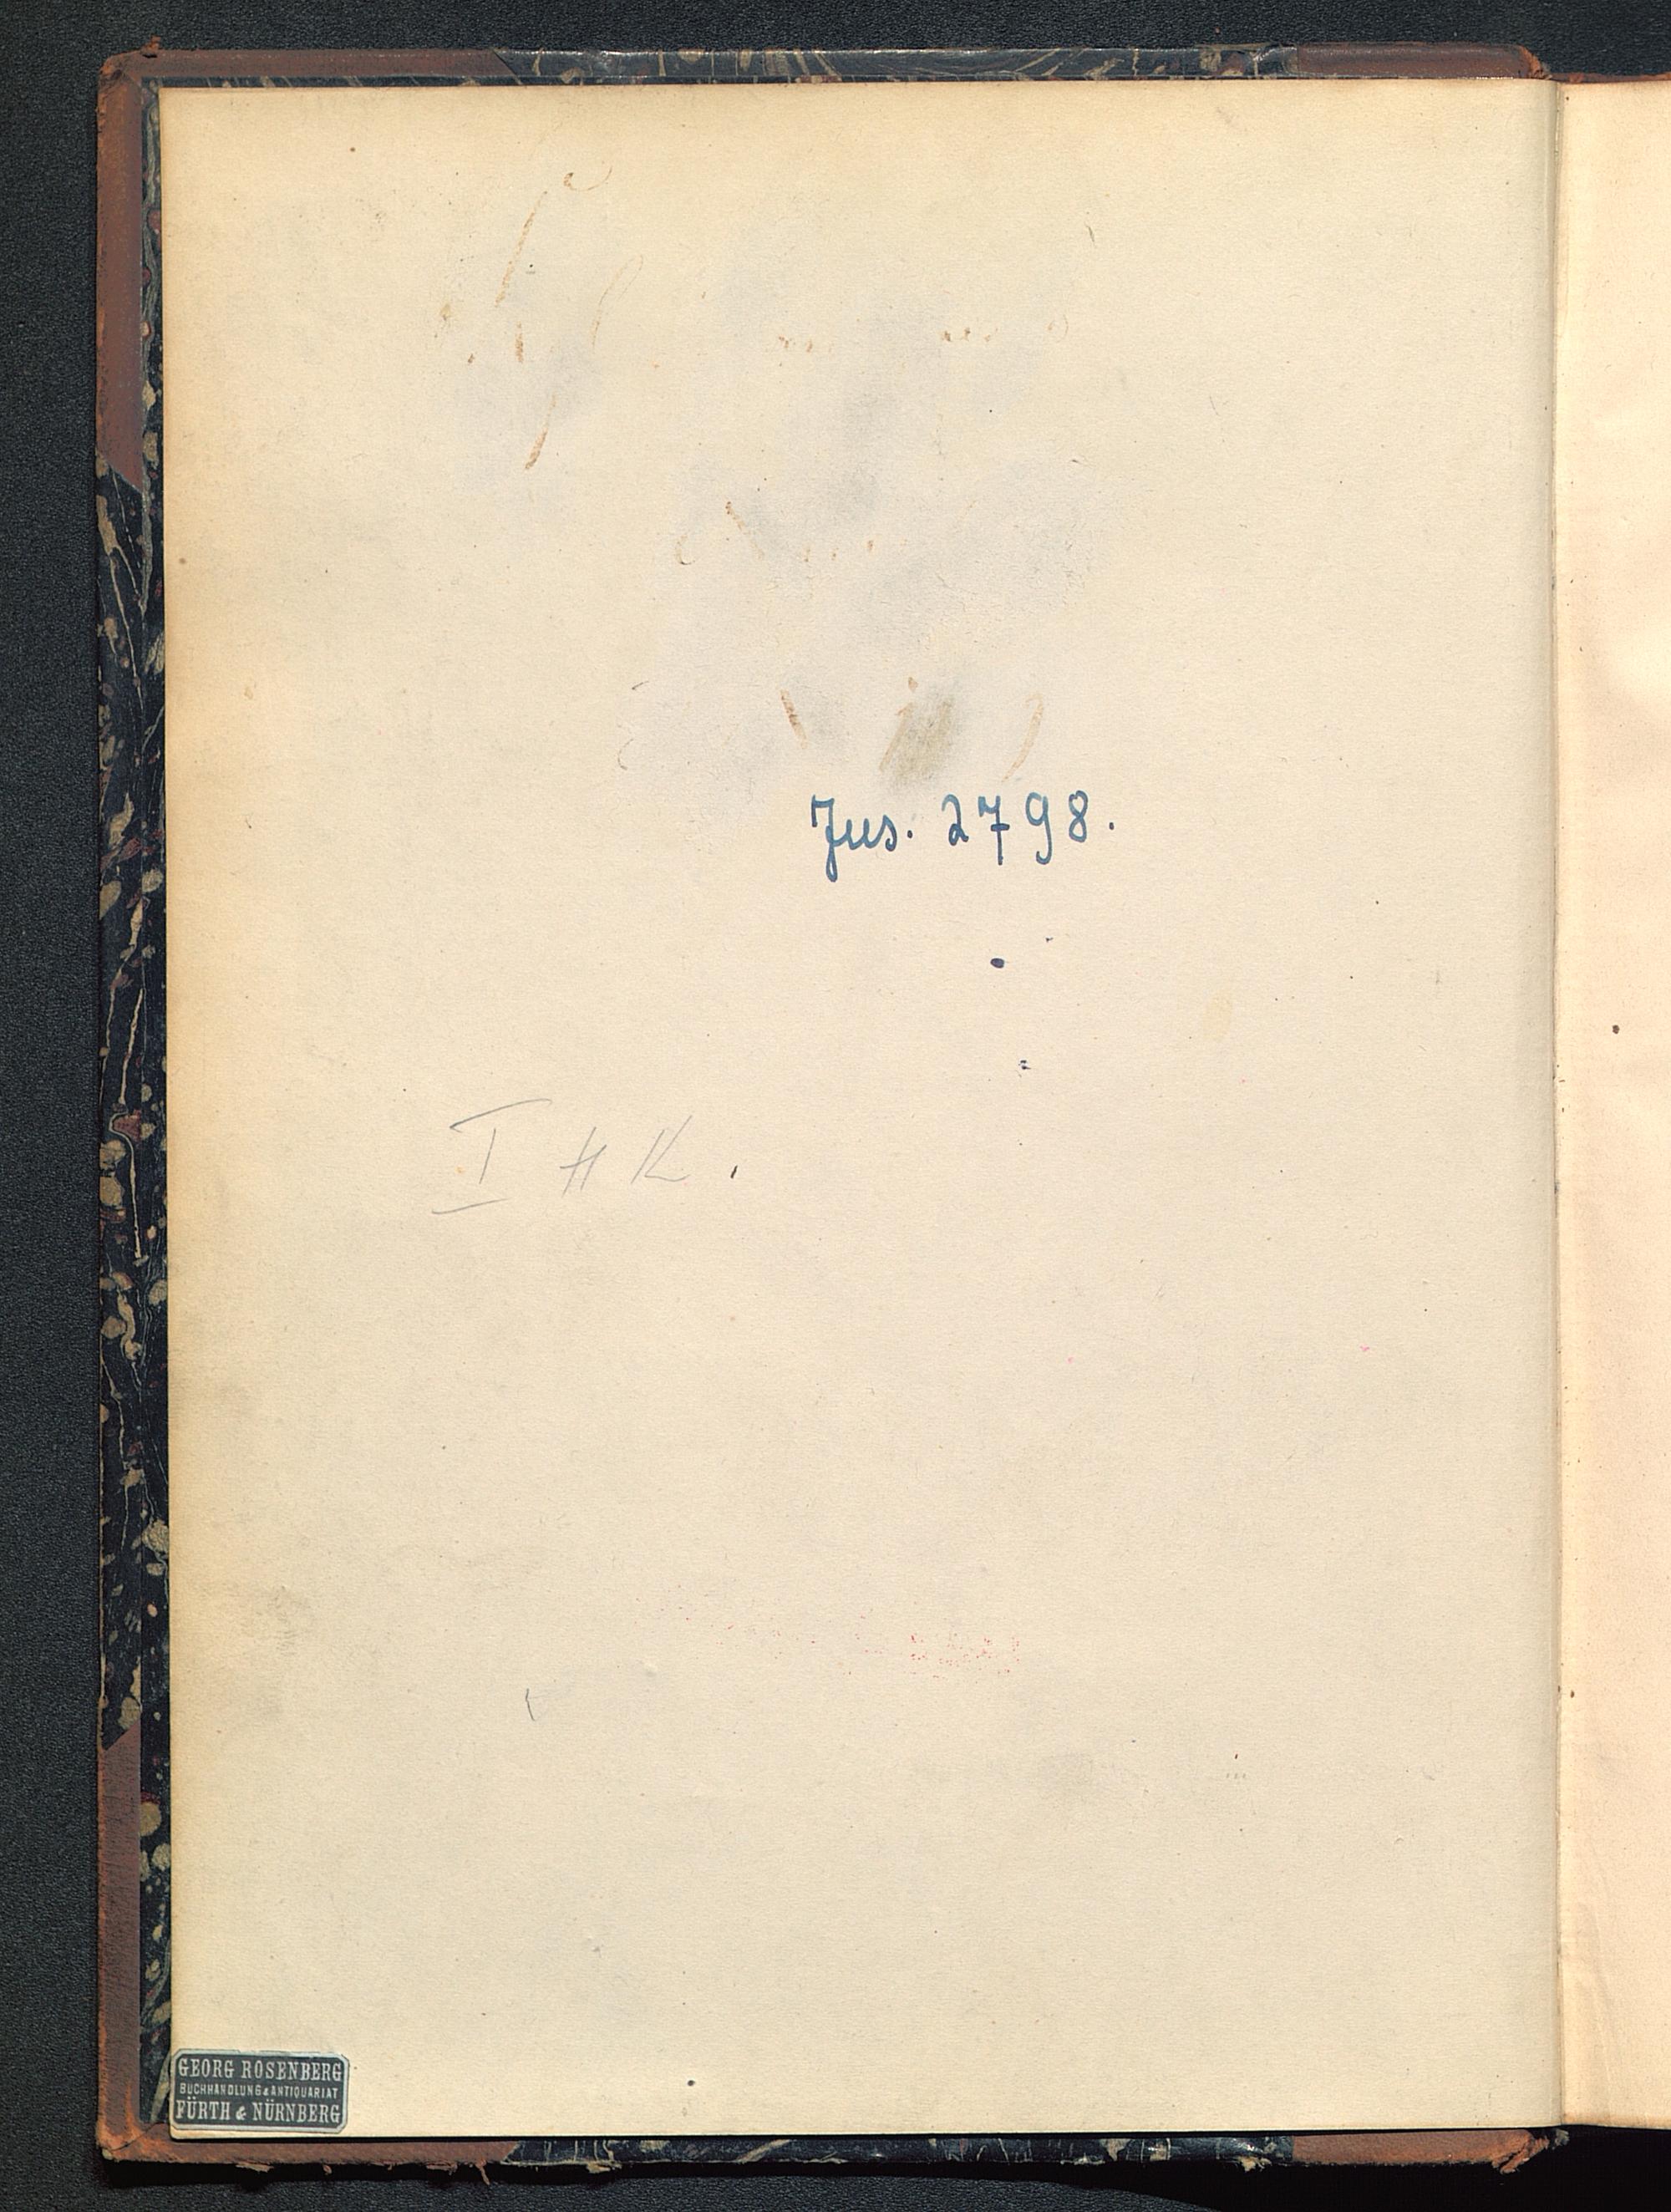 Jus. 2798.
I H K.
GEORG ROSENBERG
BUCHHANDLUNG & ANTIQUARIAT
FÜRTH & NÜRNBERG